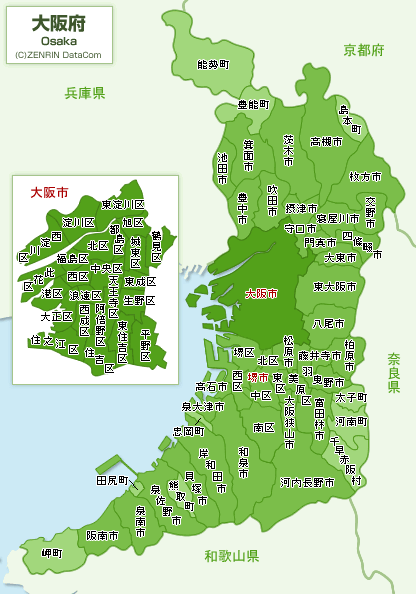 大阪府
Osaka
(C)ZENRIN DataCom
兵庫県
京都府
奈良県
和歌山県
能勢町
豊能町
池田市
箕面市
豊中市
茨木市
高槻市
島本町
吹田市
摂津市
枚方市
寝屋川市
交野市
守口市
門真市
四條畷市
大東市
大阪市
東大阪市
八尾市
松原市
柏原市
藤井寺市
羽曳野市
堺区
北区
西区
堺市
東区
中区
美原区
南区
高石市
泉大津市
忠岡町
大阪狭山市
富田林市
太子町
河南町
千早赤阪村
河内長野市
和泉市
岸和田市
貝塚市
熊取町
泉佐野市
田尻町
泉南市
阪南市
岬町
大阪市
東淀川区
淀川区
旭区
西淀川区
都島区
城東区
鶴見区
北区
福島区
此花区
中央区
西区
東成区
港区
浪速区
天王寺区
生野区
大正区
西成区
阿倍野区
東住吉区
平野区
住之江区
住吉区